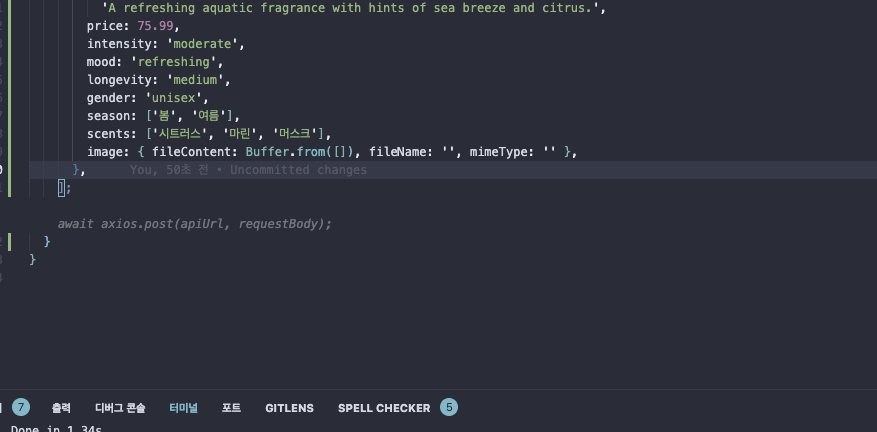 'A refreshing aquatic fragrance with hints of sea breeze and citrus.',
price: 75.99,
intensity: 'moderate',
mood: 'refreshing',
longevity: 'medium',
gender: 'unisex',
season: ['봄', '여름'],
scents: ['시트러스', '마린', '머스크'],
image: { fileContent: Buffer.from([]), fileName: '', mimeType: '' },
}, You, 50초 전 • Uncommitted changes
];
await axios.post(apiUrl, requestBody);
}
}
7 출력 디버그 콘솔 터미널 포트 GITLENS SPELL CHECKER 5
Done in 1.34s